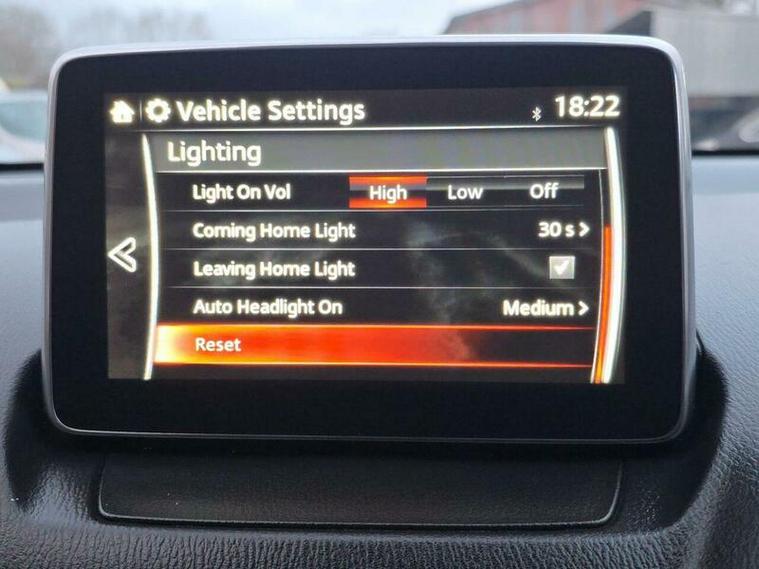 Vehicle Settings 18:22
Lighting
Light On Vol High Low Off
Coming Home Light 30 s
Leaving Home Light
Auto Headlight On Medium
Reset